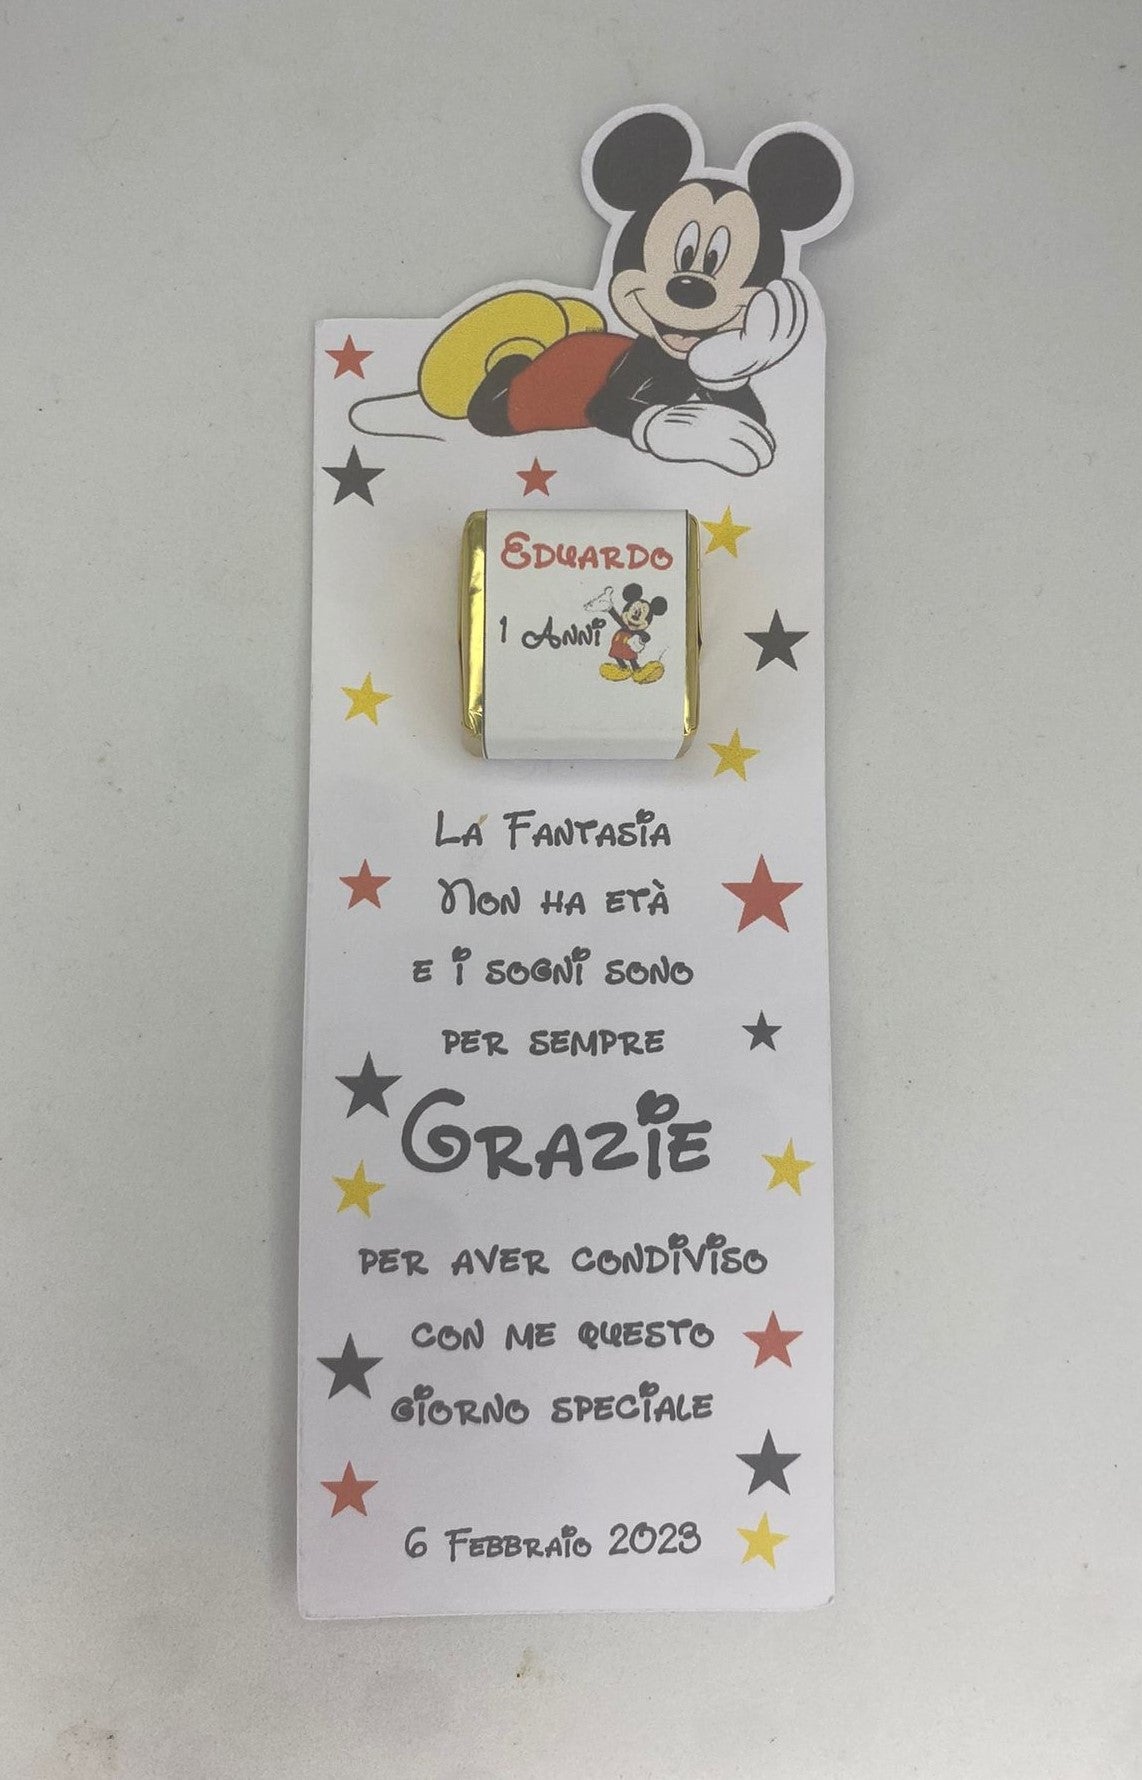 Eduardo
1 Anni
La Fantasia
Non ha età
e i sogni sono
per sempre
Grazie
per aver condiviso
con me questo
giorno speciale
6 Febbraio 2023